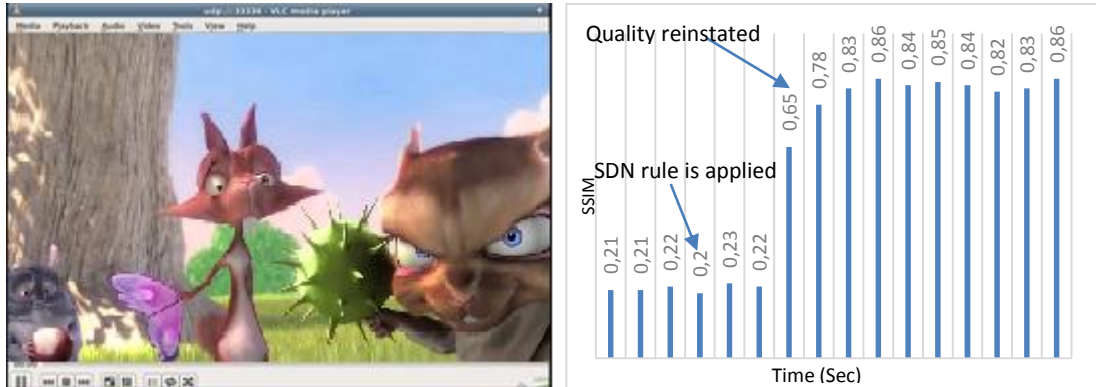 udp://:33334 - VLC media player
Media Playback Audio Video Tools View Help
00:00
Quality reinstated
SDN rule is applied
SSIM
0,21
0,21
0,22
0,2
0,23
0,22
0,65
0,78
0,83
0,86
0,84
0,85
0,84
0,82
0,83
0,86
Time (Sec)